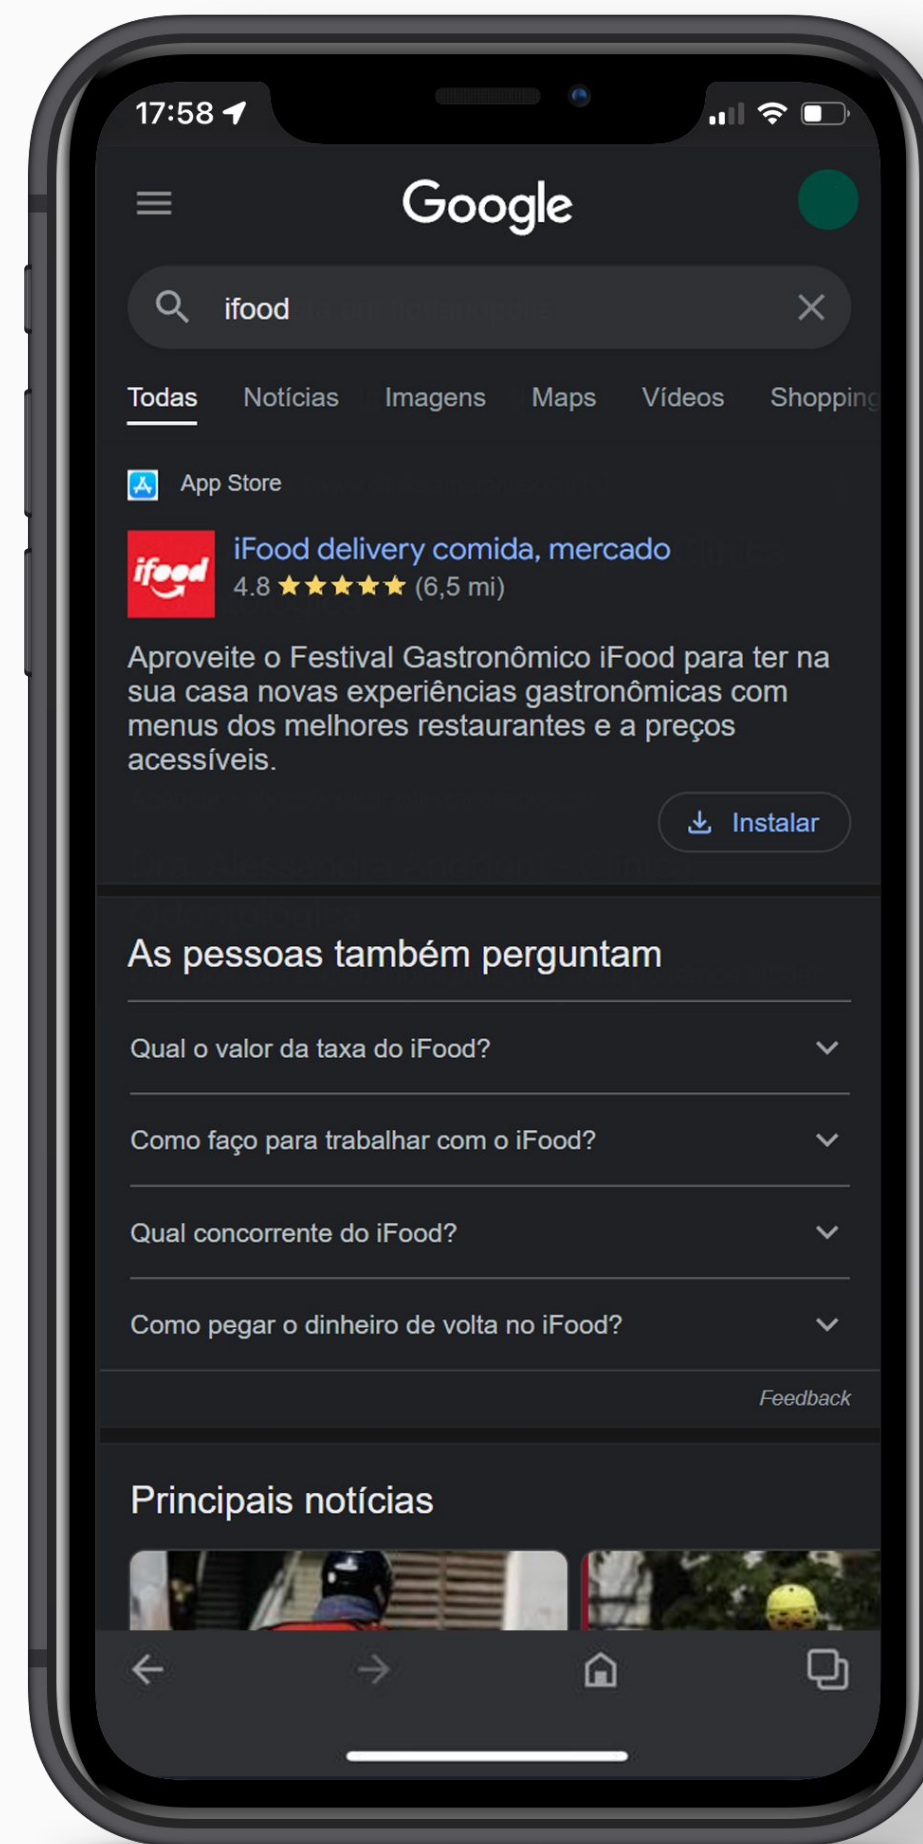 17:58
Google
ifood
Todas Notícias Imagens Maps Vídeos Shopping
App Store
ifood
iFood delivery comida, mercado
4.8 (6,5 mi)
Aproveite o Festival Gastronômico iFood para ter na
sua casa novas experiências gastronômicas com
menus dos melhores restaurantes e a preços
acessíveis.
Instalar
As pessoas também perguntam
Qual o valor da taxa do iFood?
Como faço para trabalhar com o iFood?
Qual concorrente do iFood?
Como pegar o dinheiro de volta no iFood?
Feedback
Principais notícias